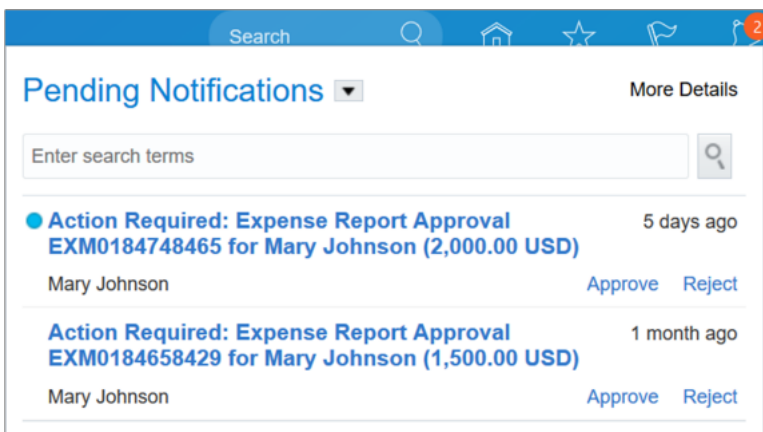 Search
2
Pending Notifications
More Details
Enter search terms
Action Required: Expense Report Approval
5 days ago
EXM0184748465 for Mary Johnson (2,000.00 USD)
Mary Johnson
Approve Reject
Action Required: Expense Report Approval
1 month ago
EXM0184658429 for Mary Johnson (1,500.00 USD)
Mary Johnson
Approve Reject